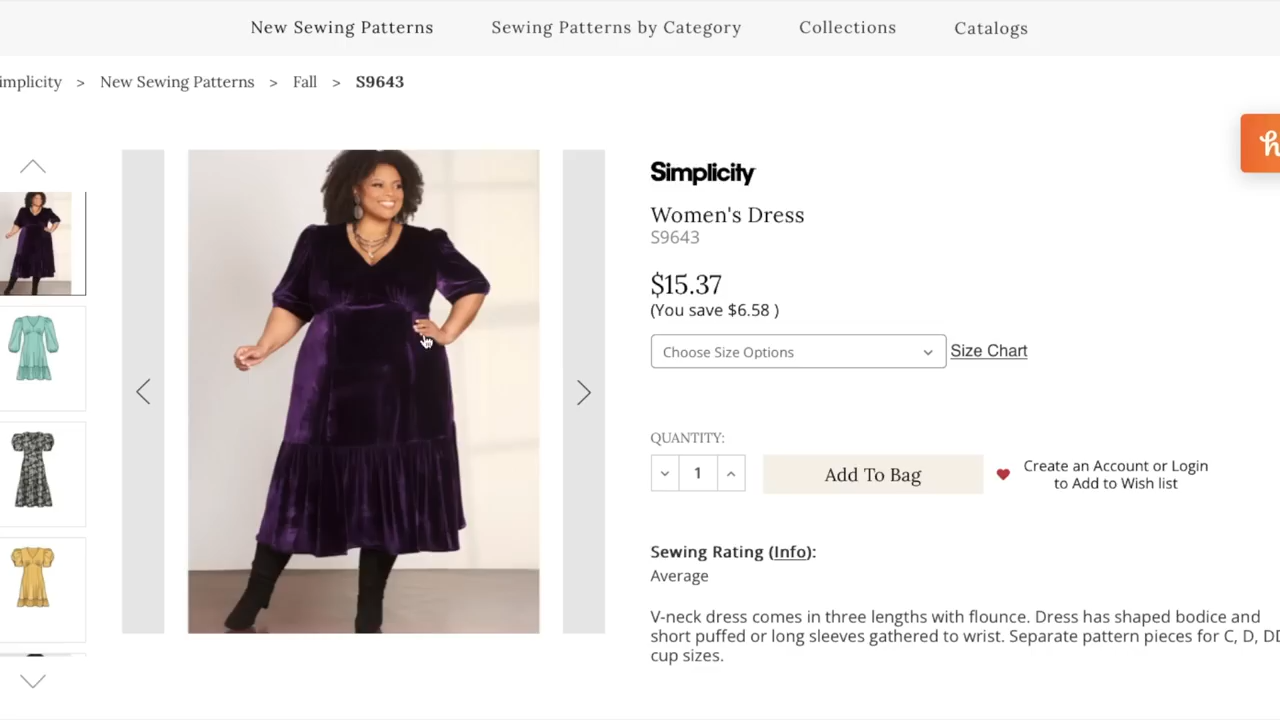 New Sewing Patterns Sewing Patterns by Category Collections Catalogs
implicity > New Sewing Patterns > Fall > S9643
h
Simplicity
Women's Dress
S9643
$15.37
(You save $6.58 )
Choose Size Options Size Chart
QUANTITY:
1 Add To Bag
Create an Account or Login
to Add to Wish list
Sewing Rating (Info):
Average
V-neck dress comes in three lengths with flounce. Dress has shaped bodice and
short puffed or long sleeves gathered to wrist. Separate pattern pieces for C, D, DD
cup sizes.